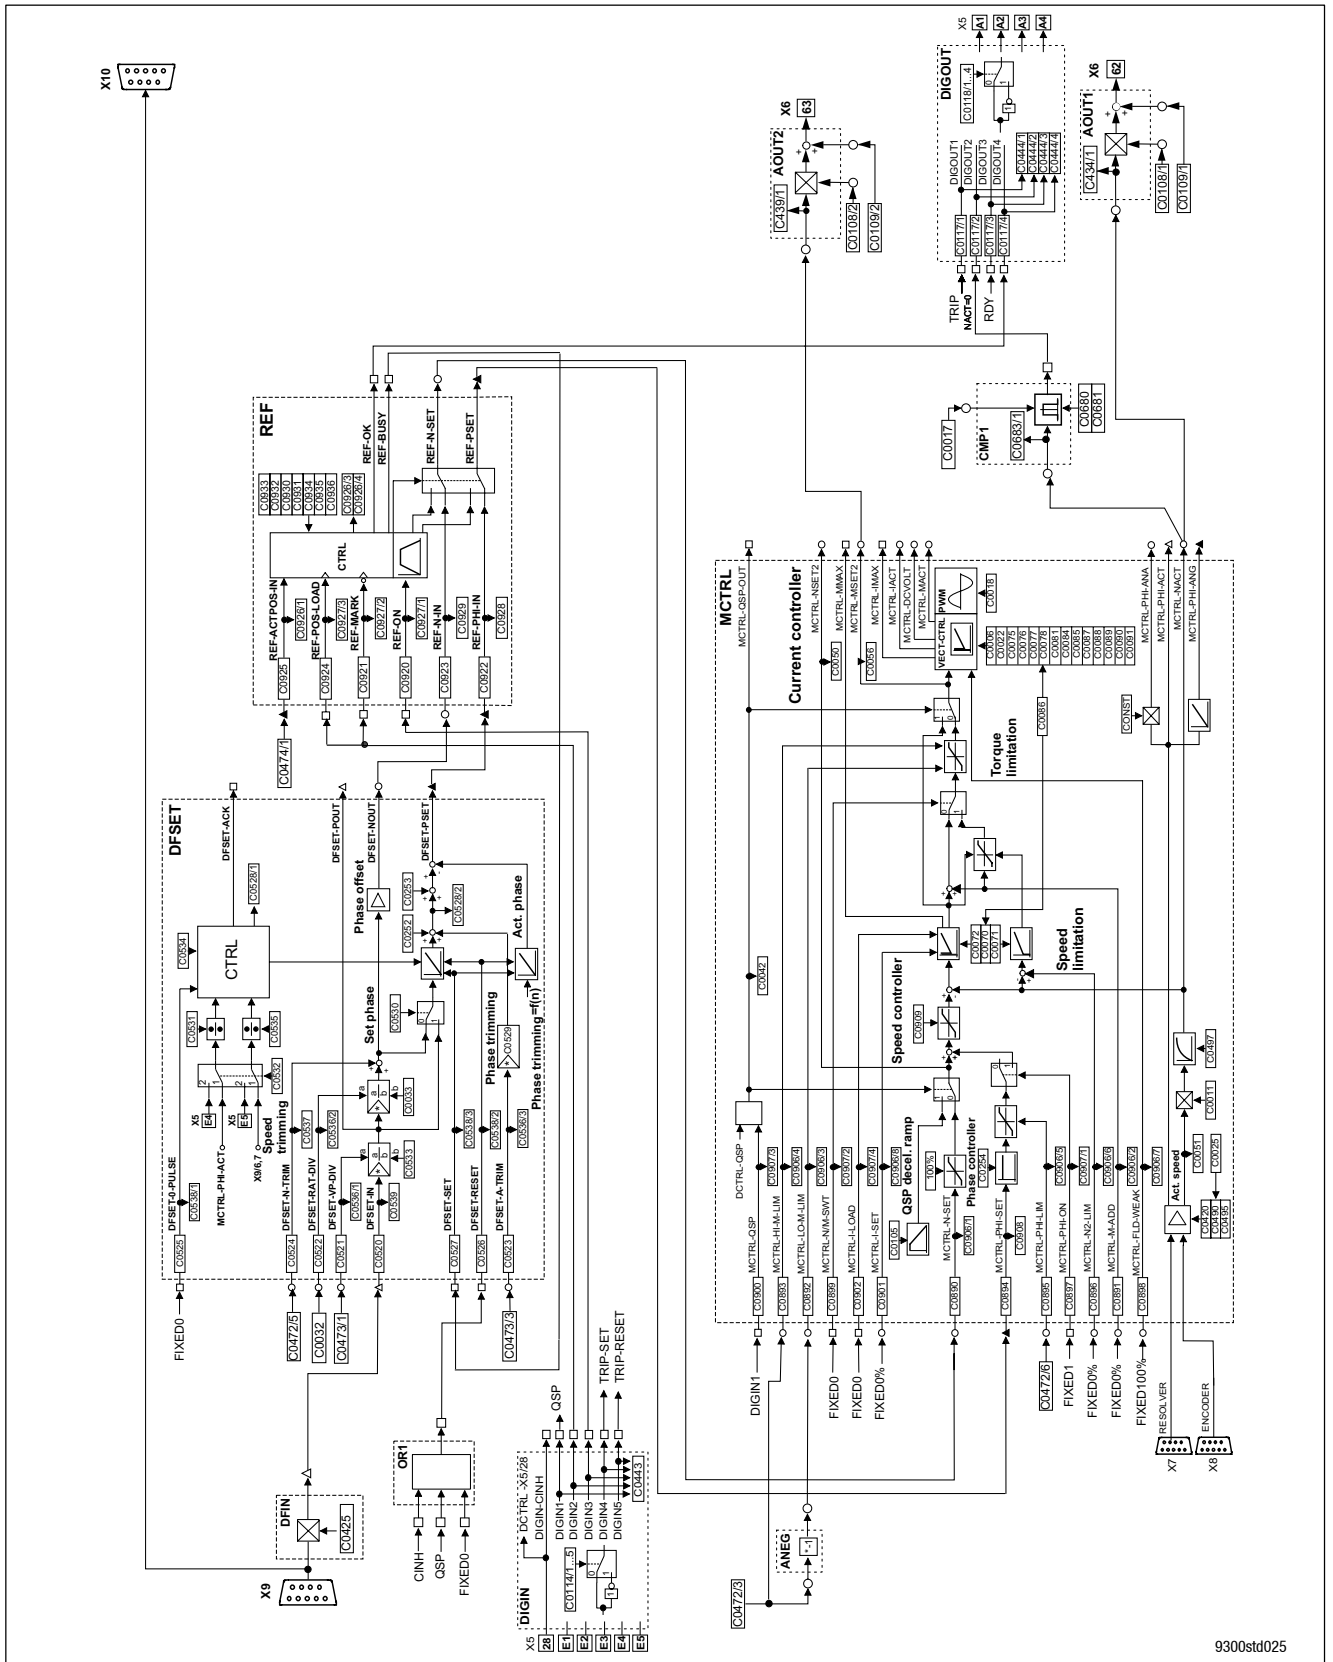 X9
DFIN
C0425
X10
CINH
QSP
FIXED0
OR1
DIGIN
X5
28
E1
E2
E3
E4
E5
C0114/1...5
0
1
1
DCTRL -X5/28
DIGIN-CINH
DIGIN1
DIGIN2
DIGIN3
DIGIN4
DIGIN5
C0443
QSP
TRIP-SET
TRIP-RESET
DFSET
FIXED0
C0472/5
C0032
C0473/1
C0473/3
C0525
C0524
C0522
C0521
C0520
C0527
C0526
C0523
DFSET-0-PULSE
C0538/1
MCTRL-PHI-ACT
X9/6,7
X5
E4
X5
E5
Speed
trimming
DFSET-N-TRIM
C0537
DFSET-RAT-DIV
C0536/2
DFSET-VP-DIV
C0536/1
DFSET-IN
C0539
C0533
C0033
a
b
DFSET-SET
C0538/3
DFSET-RESET
C0538/2
DFSET-A-TRIM
C0536/3
C0531
C0535
C0532
C0534
CTRL
C0528/1
DFSET-ACK
Set phase
C0530
Phase trimming
C0529
Phase trimming =f(n)
Phase offset
C0252
C0253
C0528/2
Act. phase
DFSET-POUT
DFSET-NOUT
DFSET-PSET
REF
C0474/1
C0925
C0924
C0921
C0920
C0923
C0922
REF-ACTPOS-IN
C0926/1
REF-POS-LOAD
C0927/3
REF-MARK
C0927/2
REF-ON
C0927/1
REF-N-IN
C0929
REF-PHI-IN
C0928
CTRL
C0933
C0932
C0930
C0931
C0934
C0935
C0936
C0926/3
C0926/4
REF-OK
REF-BUSY
REF-N-SET
REF-PSET
C0472/3
ANEG
*-1
MCTRL
DIGIN1
FIXED0
FIXED0
FIXED0%
C0472/6
FIXED1
FIXED0%
FIXED0%
FIXED100%
RESOLVER
X7
ENCODER
X8
C0900
C0893
C0892
C0899
C0902
C0901
C0890
C0894
C0895
C0897
C0896
C0891
C0898
DCTRL-QSP
MCTRL-QSP
C0907/3
MCTRL-HI-M-LIM
C0906/4
MCTRL-LO-M-LIM
C0906/3
MCTRL-N/M-SWT
C0907/2
MCTRL-I-LOAD
C0907/4
MCTRL-I-SET
C0906/8
C0105
QSP decel. ramp
MCTRL-N-SET
C0906/1
100%
MCTRL-PHI-SET
C0908
Phase controller
C0254
MCTRL-PHI-LIM
C0906/5
MCTRL-PHI-ON
C0907/1
MCTRL-N2-LIM
C0906/6
MCTRL-M-ADD
C0906/2
MCTRL-FLD-WEAK
C0906/7
C0420
C0490
C0495
C0025
Act. speed
C0051
C0011
C0497
C0042
Speed controller
C0909
C0072
C0070
C0071
Speed
limitation
Torque
limitation
C0086
CONST
Current controller
C0050
C0056
VECT-CTRL
PWM
C0018
C0006
C0022
C0075
C0076
C0077
C0078
C0081
C0084
C0085
C0087
C0088
C0089
C0090
C0091
MCTRL-QSP-OUT
MCTRL-NSET2
MCTRL-MMAX
MCTRL-MSET2
MCTRL-IMAX
MCTRL-IACT
MCTRL-DCVOLT
MCTRL-MACT
MCTRL-PHI-ANA
MCTRL-PHI-ACT
MCTRL-NACT
MCTRL-PHI-ANG
CMP1
C0017
C0683/1
C0680
C0681
AOUT2
C439/1
C0108/2
C0109/2
X6
63
DIGOUT
TRIP
NACT=0
RDY
C0117/1
C0117/2
C0117/3
C0117/4
DIGOUT1
DIGOUT2
DIGOUT3
DIGOUT4
C0444/1
C0444/2
C0444/3
C0444/4
C0118/1...4
0
1
1
X5
A1
A2
A3
A4
AOUT1
C434/1
C0108/1
C0109/1
X6
62
9300std025